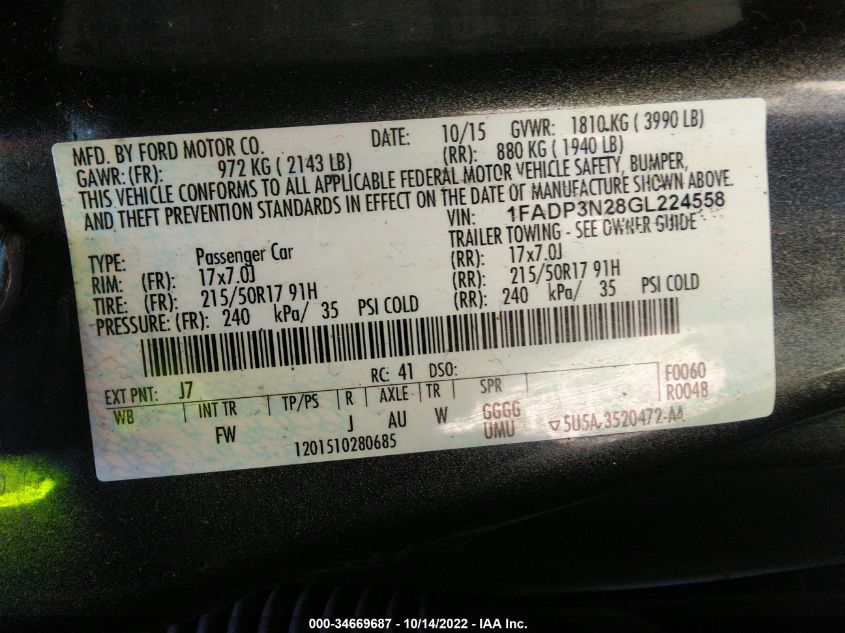 MFD. BY FORD MOTOR CO. DATE: 10/15 GVWR: 1810 KG ( 3990 LB)
GAWR: (FR): 972 KG ( 2143 LB) (RR): 880 KG ( 1940 LB)
THIS VEHICLE CONFORMS TO ALL APPLICABLE FEDERAL MOTOR VEHICLE SAFETY, BUMPER,
AND THEFT PREVENTION STANDARDS IN EFFECT ON THE DATE OF MANUFACTURE SHOWN ABOVE.
VIN: 1FADP3N28GL224558
TRAILER TOWING - SEE OWNER GUIDE
TYPE: Passenger Car
RIM: (FR): 17x7.0J (RR): 17x7.0J
TIRE: (FR): 215/50R17 91H (RR): 215/50R17 91H
PRESSURE: (FR): 240 kPa/ 35 PSI COLD (RR): 240 kPa/ 35 PSI COLD
EXT PNT: J7 RC: 41 DSO: F0060
WB INT TR TP/PS R AXLE TR SPR R0048
FW J AU W GGGG
UMU ▽5U5A-3520472-AA
1201510280685
000-34669687 - 10/14/2022 - IAA Inc.